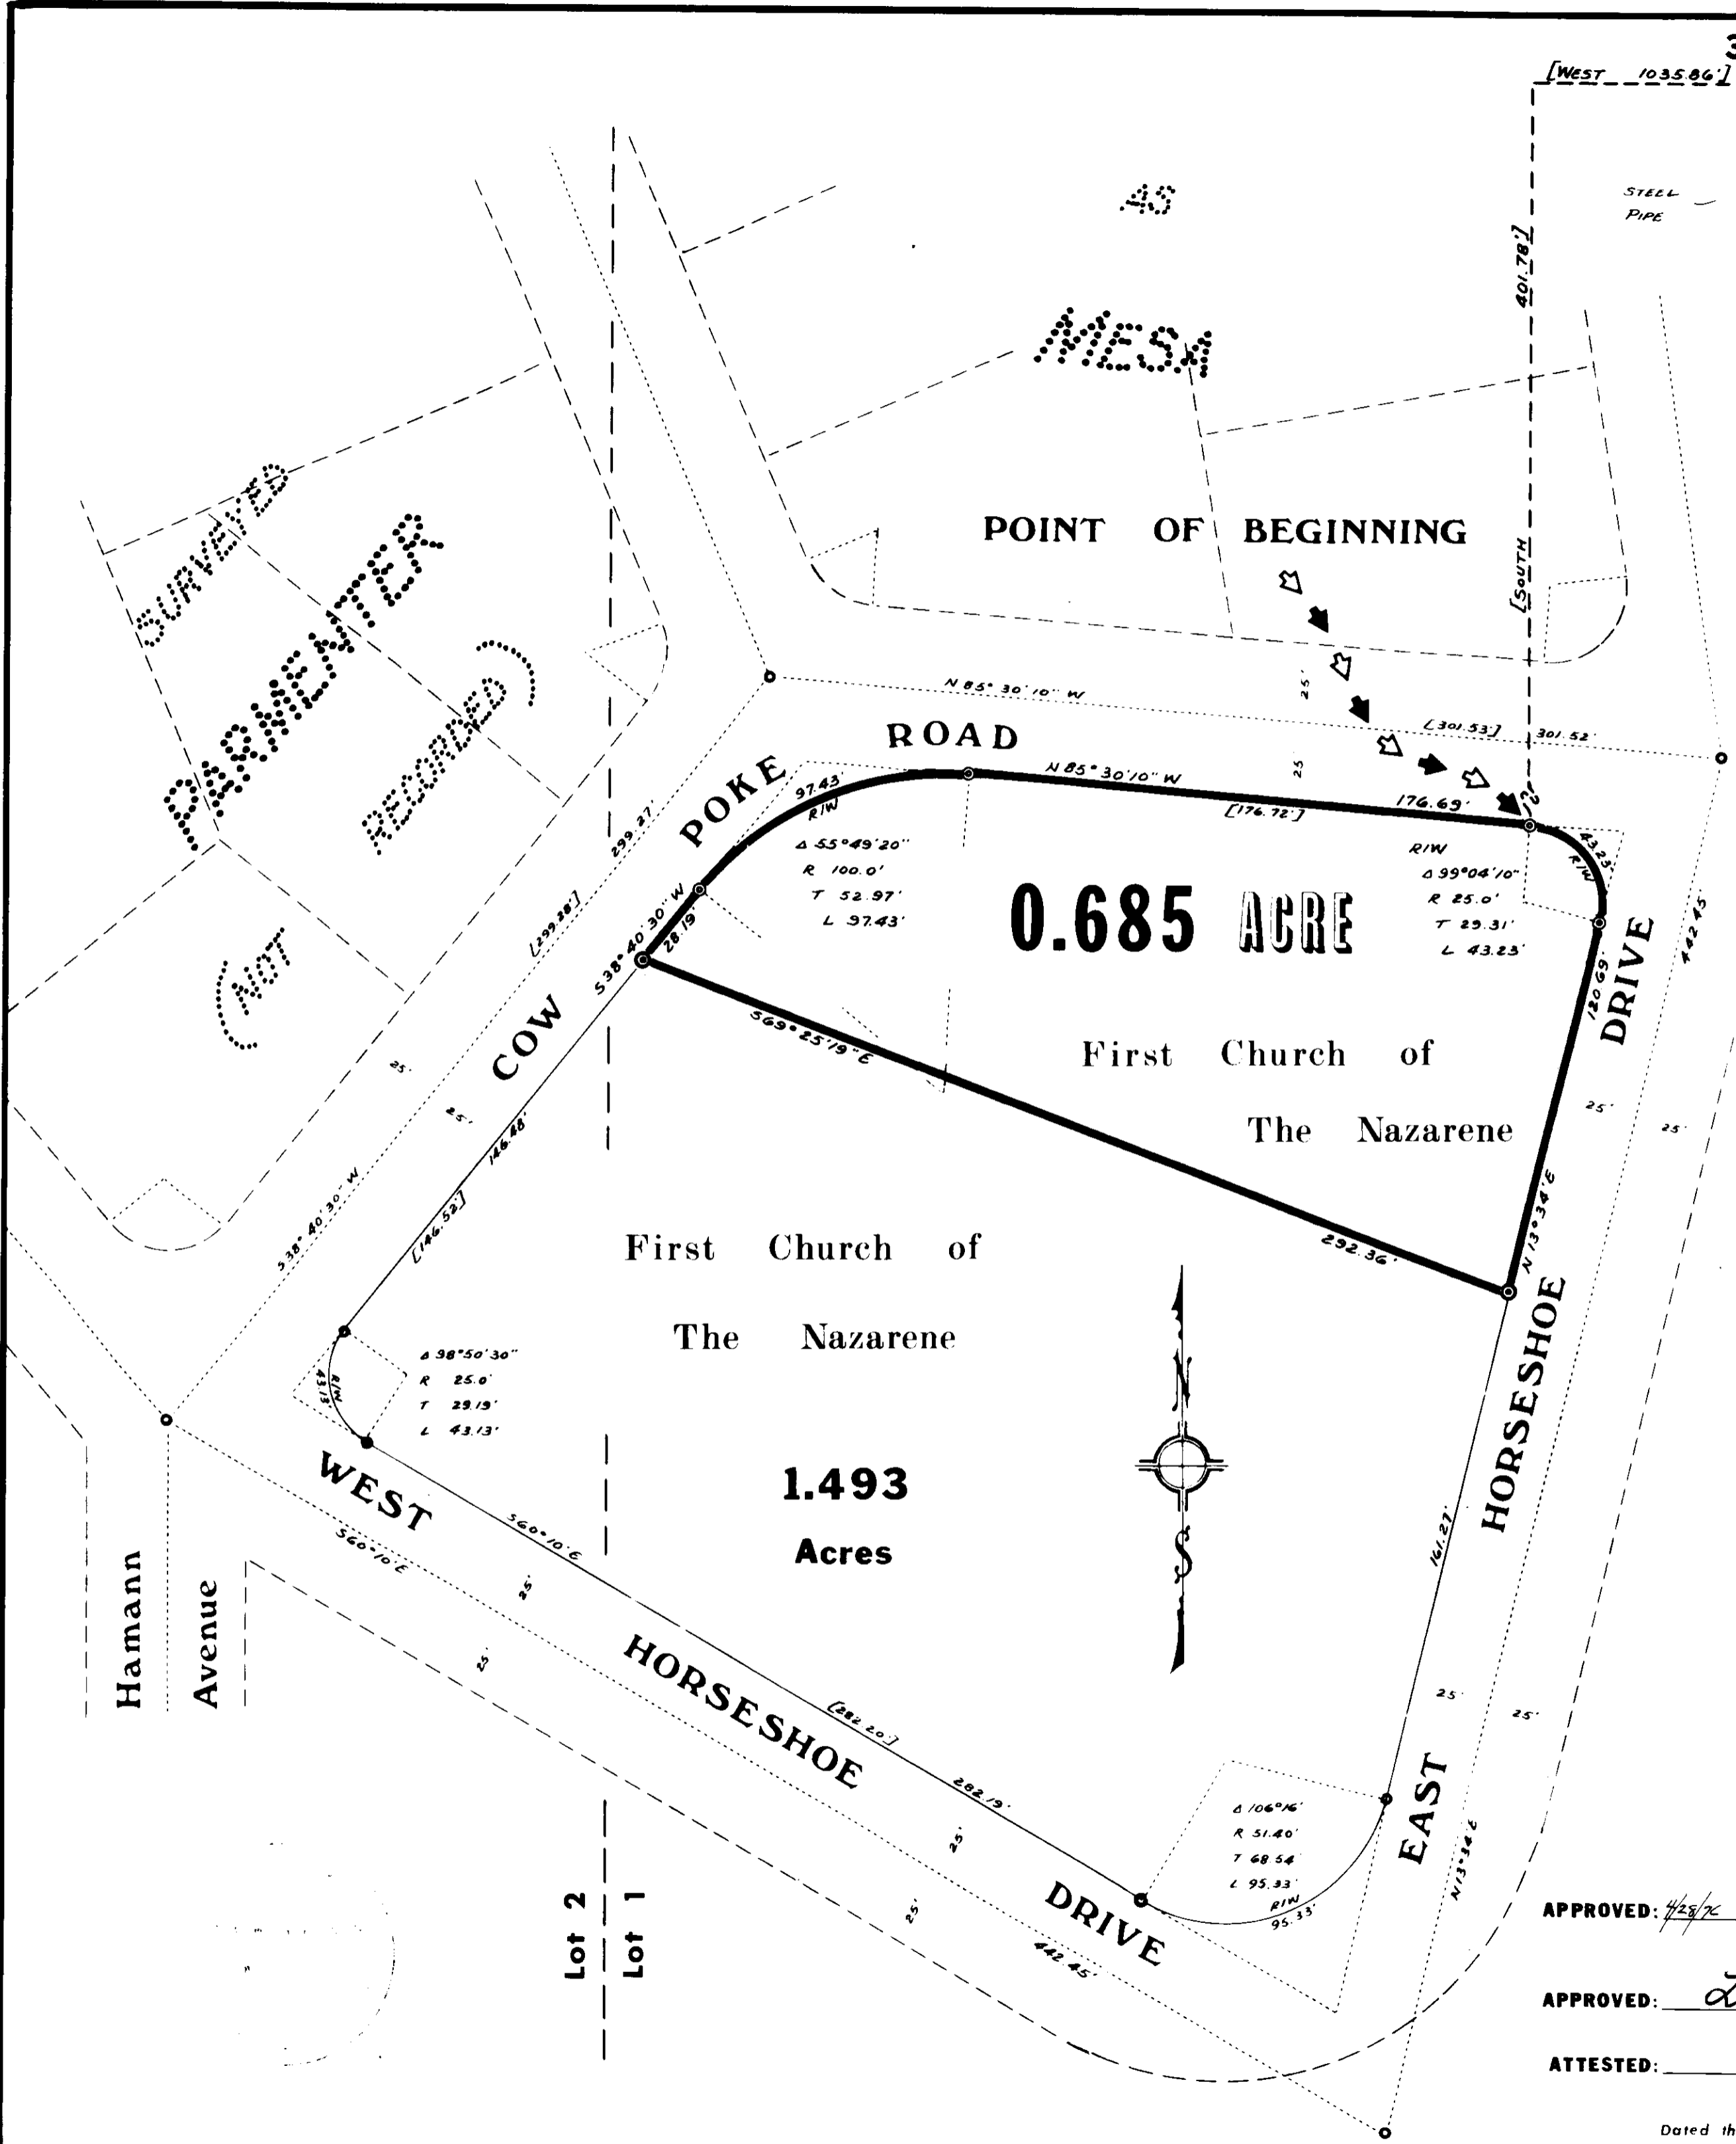 [WEST 1035.86']
STEEL
PIPE
AS
MESA
401.78']
[SOUTH
SURVEYED
PARMENTER
RECORDED)
(NOT
POINT OF BEGINNING
N 85° 30' 10" W
[301.53']
301.52'
25'
25'
ROAD
POKE
COW
N 85° 30' 10" W
176.69'
[176.72']
97.43'
R/W
Δ 55° 49' 20"
R 100.0'
T 52.97'
L 97.43'
R/W
Δ 99° 04' 10"
R 25.0'
T 29.31'
L 43.23'
43.23'
R/W
0.685 ACRE
299.27'
[299.28']
S 38° 40' 30" W
28.19'
S 69° 25' 19" E
292.36'
First Church of
The Nazarene
DRIVE
120.69'
442.45'
N 13° 34' E
25'
25'
25'
25'
146.48'
[146.52']
S 38° 40' 30" W
First Church of
The Nazarene
HORSESHOE
Δ 98° 50' 30"
R 25.0'
T 29.19'
L 43.13'
R/W
43.13
1.493
Acres
N
S
161.27'
WEST
S 60° 10' E
S 60° 10' E
25'
25'
Hamann
Avenue
HORSESHOE
[282.20']
282.19'
25'
25'
25'
25'
EAST
N 13° 34' E
Δ 106° 16'
R 51.40'
T 68.54'
L 95.33'
R/W
95.33'
DRIVE
442.45'
Lot 2
Lot 1
APPROVED: 4/28/7
APPROVED:
ATTESTED:
Dated th